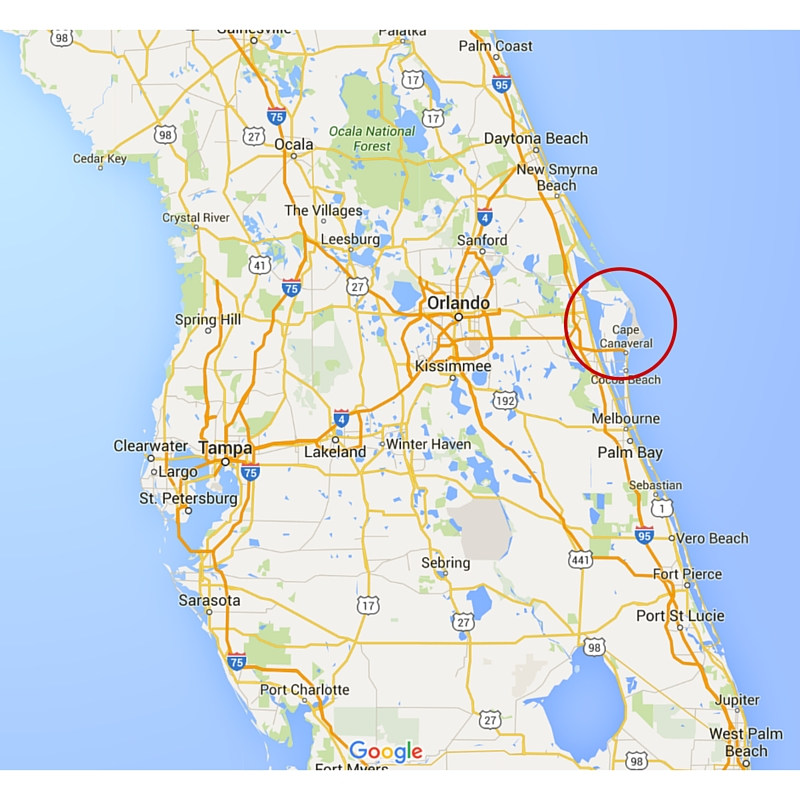 Gainesville
Palatka
98
Palm Coast
17
95
75
17
98
27
Ocala National
Forest
Ocala
Daytona Beach
Cedar Key
New Smyrna
Beach
The Villages
Crystal River
4
Leesburg
Sanford
41
75
27
Orlando
Spring Hill
Cape
Canaveral
Kissimmee
Cocoa Beach
192
4
Melbourne
Clearwater
Tampa
Lakeland
Winter Haven
Palm Bay
Largo
75
St. Petersburg
Sebastian
1
95
Vero Beach
Sebring
441
Fort Pierce
Sarasota
17
27
Port St Lucie
98
75
Port Charlotte
Jupiter
27
West Palm
Beach
Google
98
Fort Myers